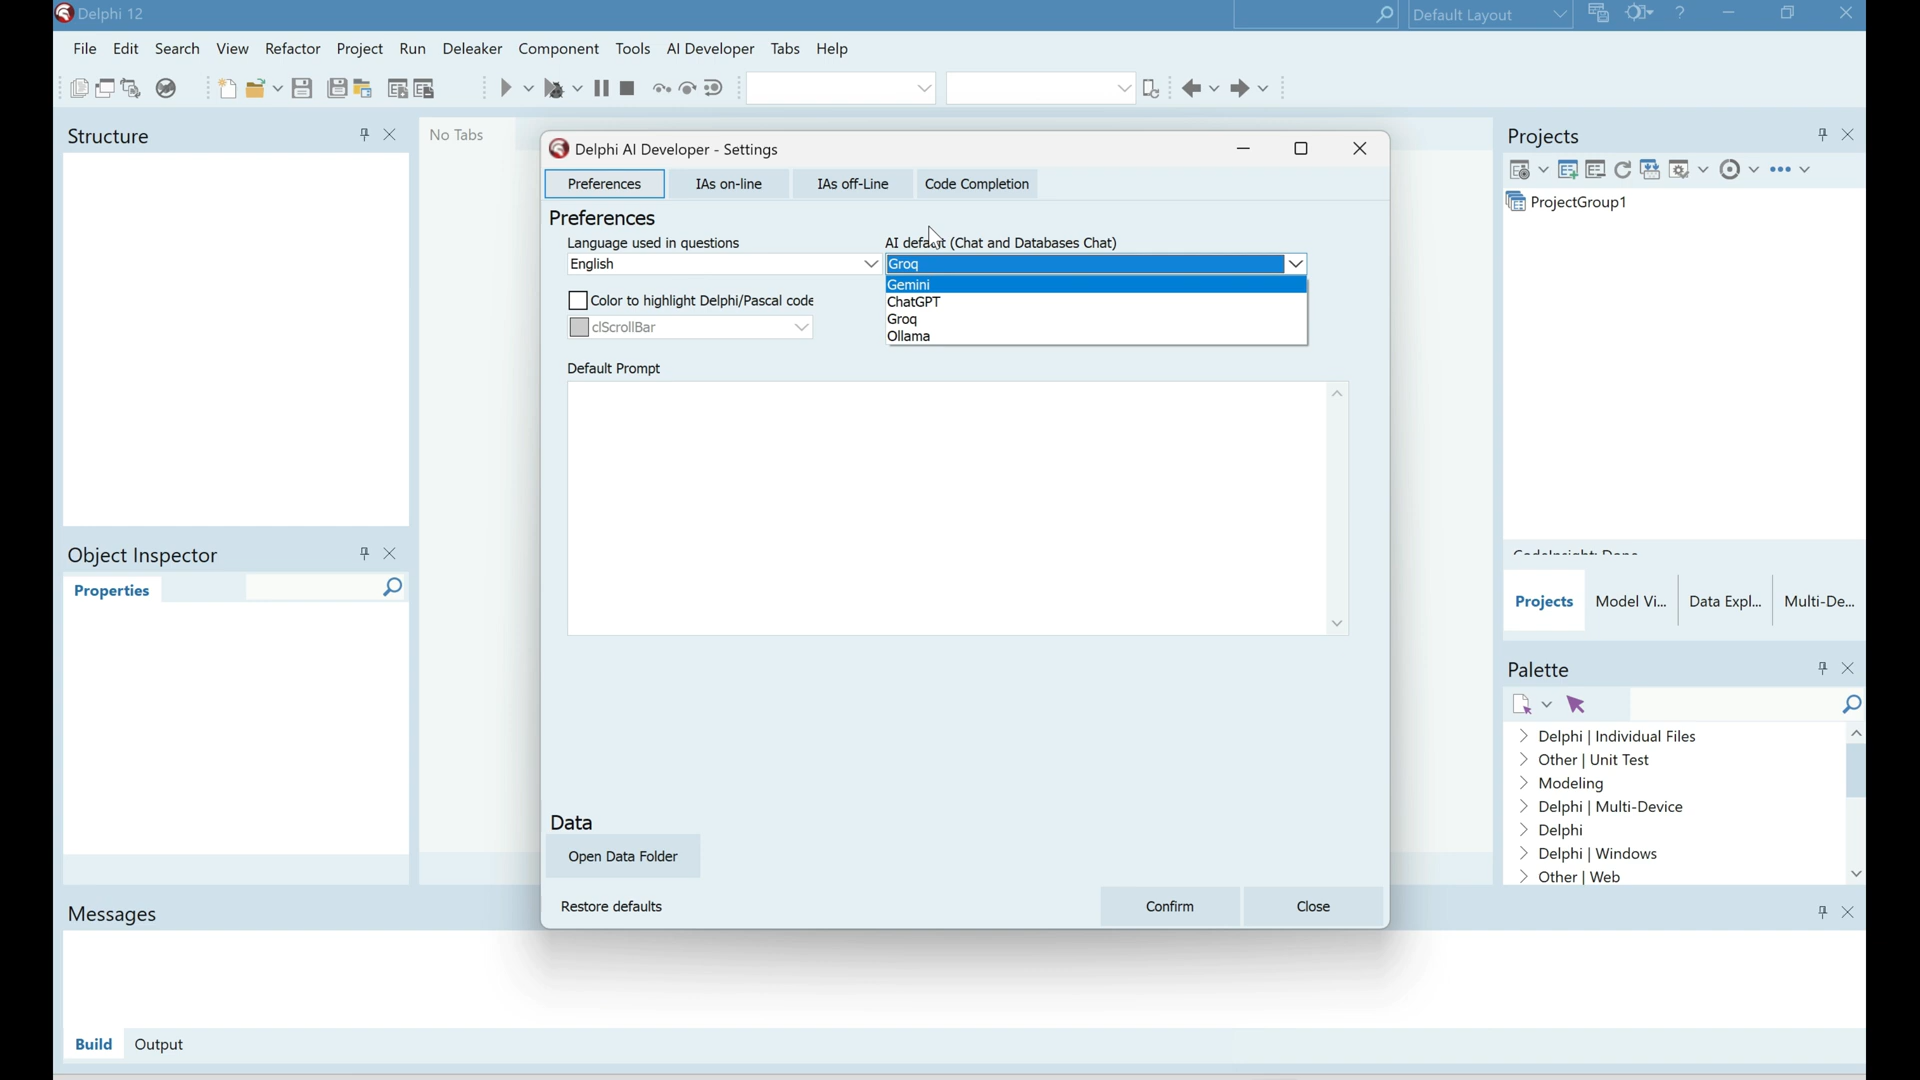 Delphi 12
Default Layout
?
File Edit Search View Refactor Project Run Deleaker Component Tools AI Developer Tabs Help
Structure
No Tabs
Delphi AI Developer - Settings
Preferences IAs on-line IAs off-Line Code Completion
Preferences
Language used in questions
English
AI default (Chat and Databases Chat)
Groq
Gemini
ChatGPT
Groq
Ollama
Color to highlight Delphi/Pascal code
clScrollBar
Default Prompt
Data
Open Data Folder
Restore defaults
Confirm
Close
Object Inspector
Properties
Projects
ProjectGroup1
Projects Model Vi... Data Expl... Multi-De...
Palette
Delphi | Individual Files
Other | Unit Test
Modeling
Delphi | Multi-Device
Delphi
Delphi | Windows
Other | Web
Messages
Build Output